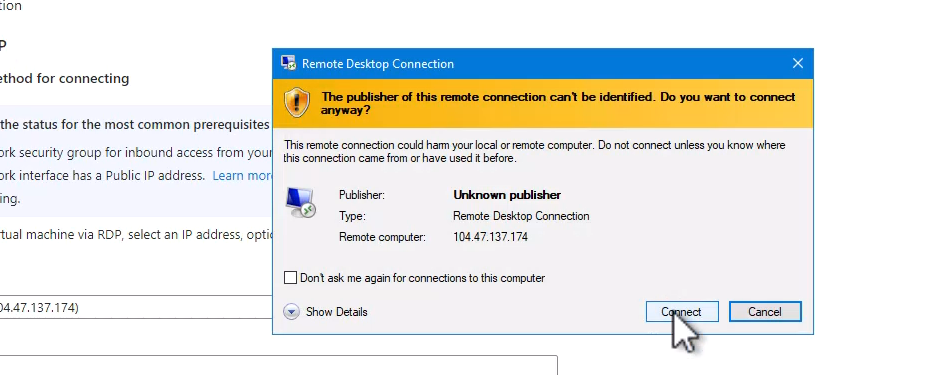 tion
P
ethod for connecting
the status for the most common prerequisites
ork security group for inbound access from your
ork interface has a Public IP address. Learn mor
ing.
rtual machine via RDP, select an IP address, optio
04.47.137.174)
Remote Desktop Connection
The publisher of this remote connection can't be identified. Do you want to connect
anyway?
This remote connection could harm your local or remote computer. Do not connect unless you know where
this connection came from or have used it before.
Publisher: Unknown publisher
Type: Remote Desktop Connection
Remote computer: 104.47.137.174
Don't ask me again for connections to this computer
Show Details
Connect
Cancel